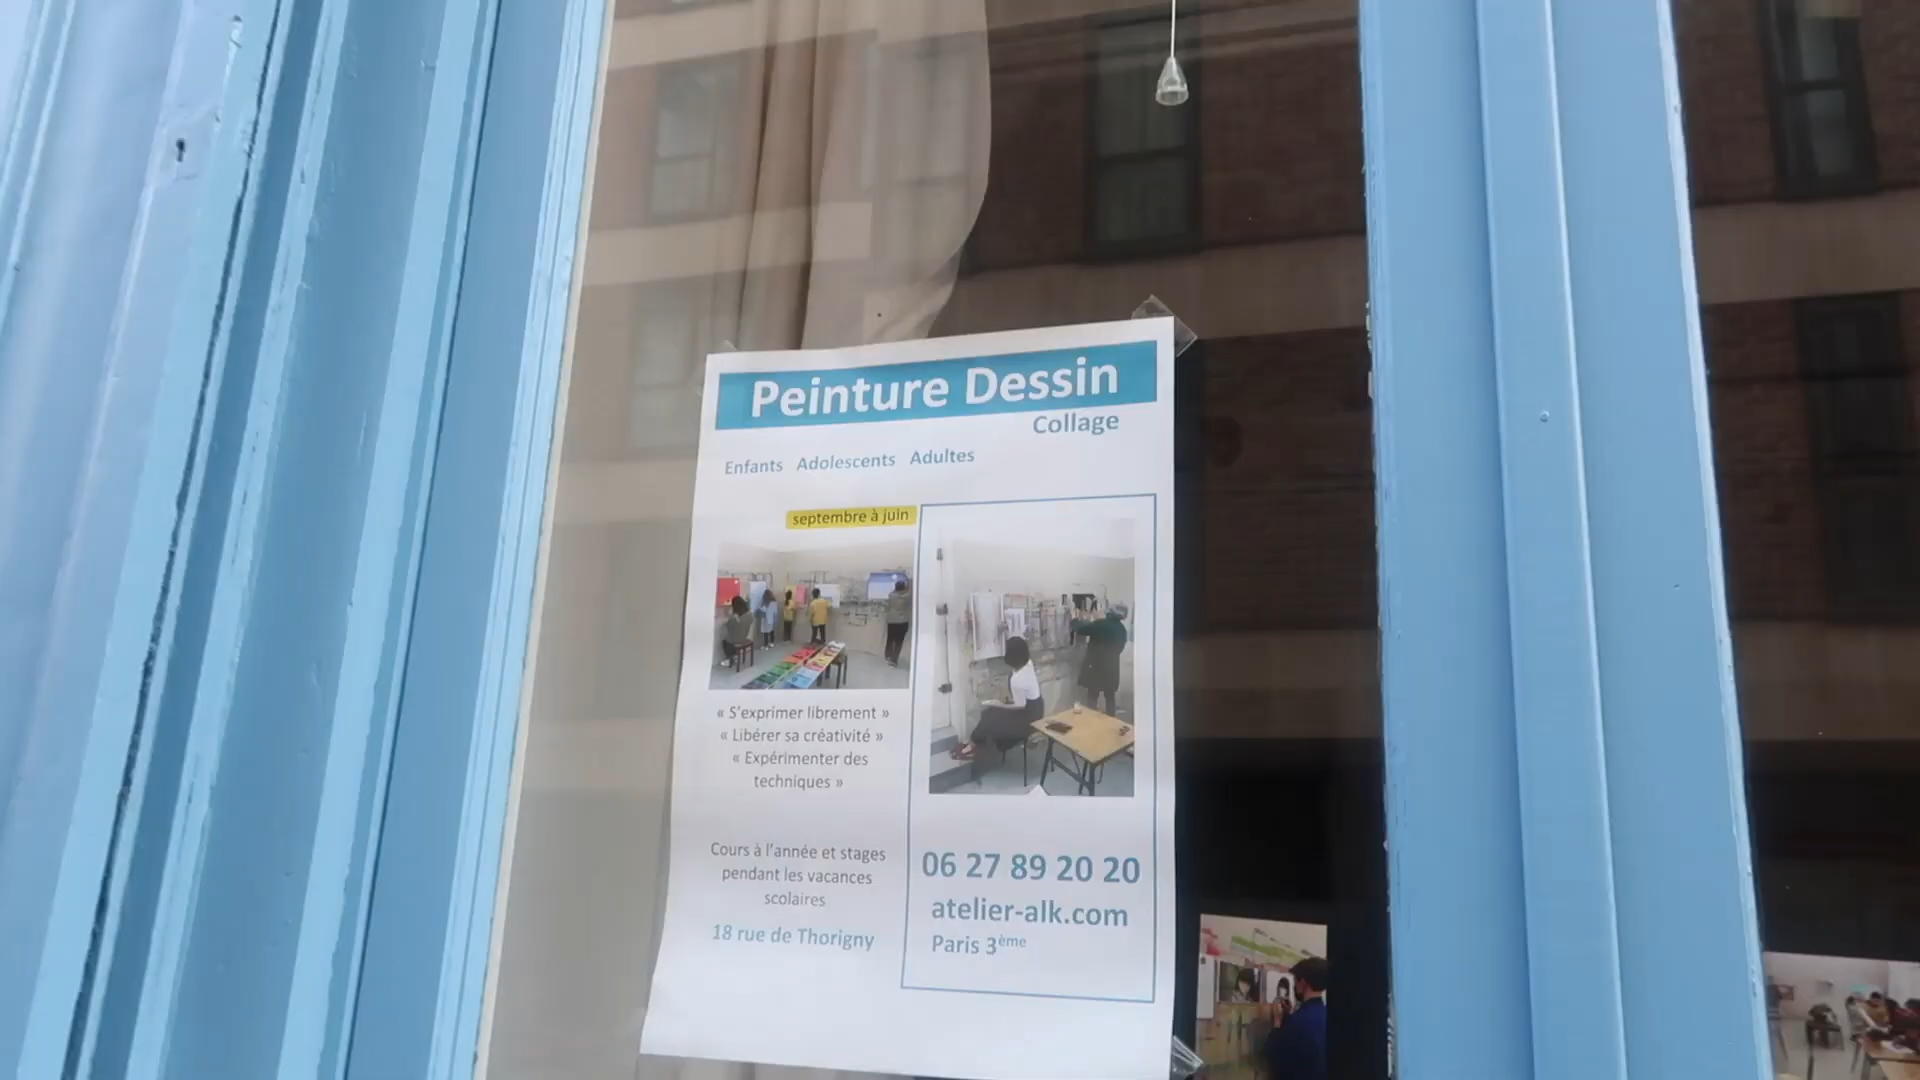 Peinture Dessin
Collage
Enfants Adolescents Adultes
septembre à juin
« S'exprimer librement »
« Libérer sa créativité »
« Expérimenter des
techniques »
Cours à l'année et stages
pendant les vacances
scolaires
18 rue de Thorigny
06 27 89 20 20
atelier-alk.com
Paris 3ème